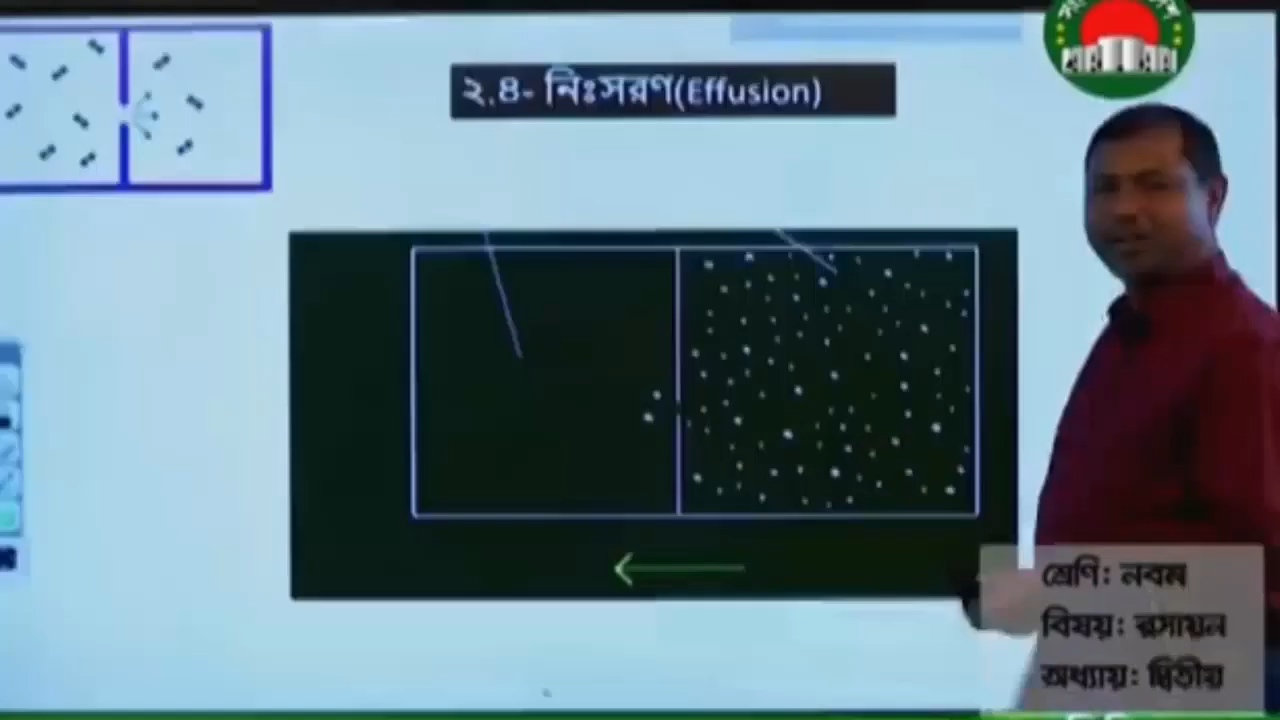 ২.৪- নিঃসরণ(Effusion)
শ্রেণি: নবম
বিষয়: রসায়ন
অধ্যায়: দ্বিতীয়